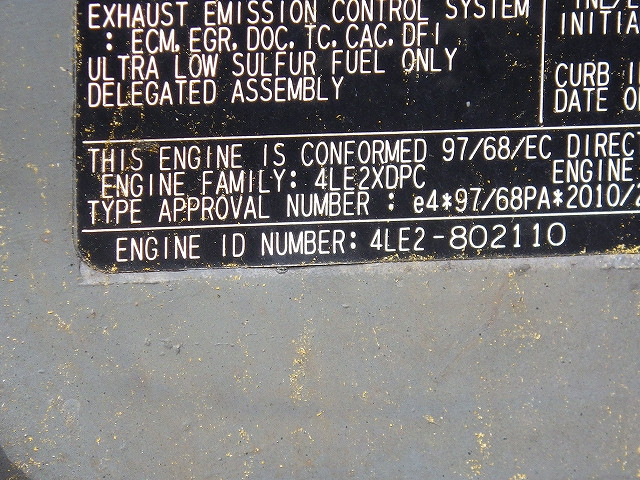 EXHAUST EMISSION CONTROL SYSTEM
: ECM, EGR, DOC, TC, CAC, DFI
ULTRA LOW SULFUR FUEL ONLY
DELEGATED ASSEMBLY
INITIA
CURB I
DATE O
THIS ENGINE IS CONFORMED 97/68/EC DIREC
ENGINE FAMILY: 4LE2XDPC ENGINE
TYPE APPROVAL NUMBER : e4*97/68PA*2010/2
ENGINE ID NUMBER: 4LE2-802110